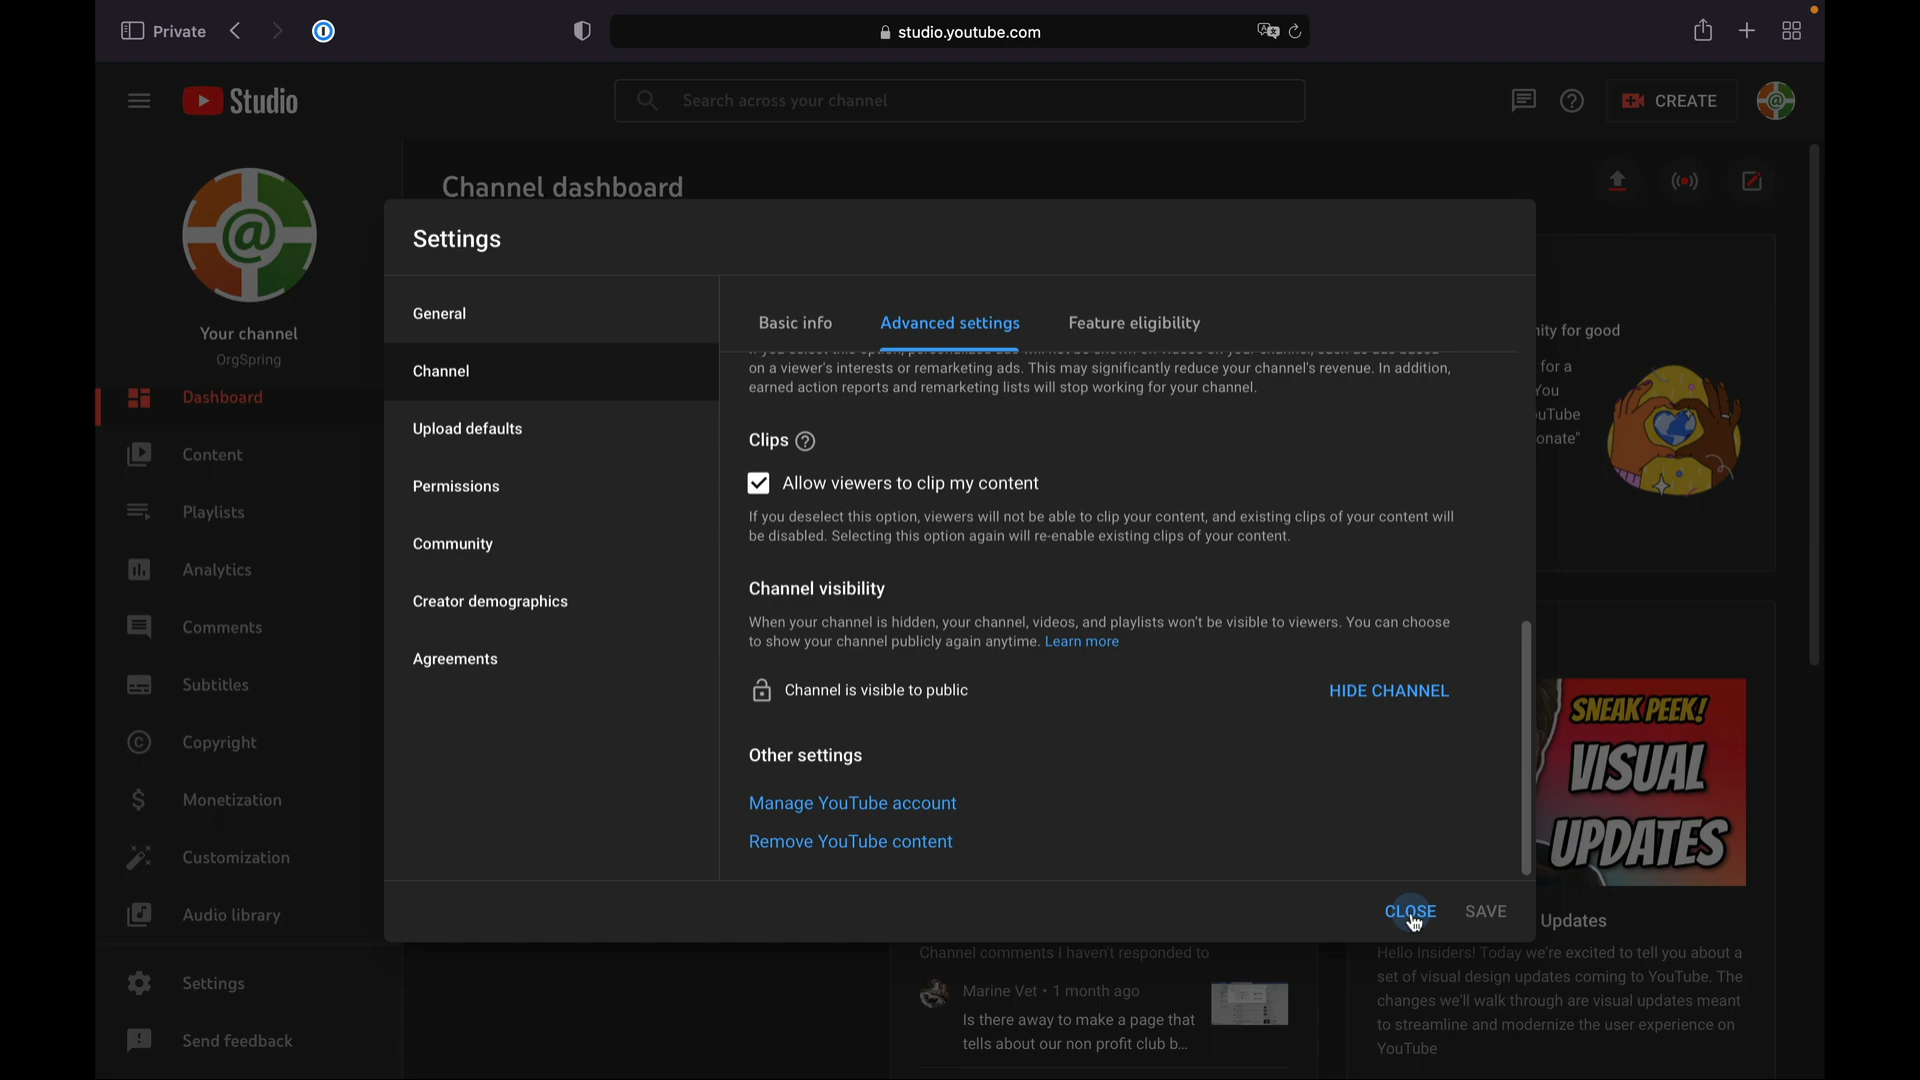 Private
studio.youtube.com
Studio
Search across your channel
CREATE
Channel dashboard
Your channel
OrgSpring
Dashboard
Content
Playlists
Analytics
Comments
Subtitles
Copyright
Monetization
Customization
Audio library
Settings
Send feedback
Settings
General
Channel
Upload defaults
Permissions
Community
Creator demographics
Agreements
Basic info
Advanced settings
Feature eligibility
on a viewer's interests or remarketing ads. This may significantly reduce your channel's revenue. In addition,
earned action reports and remarketing lists will stop working for your channel.
Clips
Allow viewers to clip my content
If you deselect this option, viewers will not be able to clip your content, and existing clips of your content will
be disabled. Selecting this option again will re-enable existing clips of your content.
Channel visibility
When your channel is hidden, your channel, videos, and playlists won't be visible to viewers. You can choose
to show your channel publicly again anytime. Learn more
Channel is visible to public
HIDE CHANNEL
Other settings
Manage YouTube account
Remove YouTube content
CLOSE
SAVE
ity for good
for a
You
uTube
onate"
SNEAK PEEK!
VISUAL
UPDATES
Updates
Hello Insiders! Today we're excited to tell you about a
set of visual design updates coming to YouTube. The
changes we'll walk through are visual updates meant
to streamline and modernize the user experience on
YouTube
Channel comments I haven't responded to
Marine Vet • 1 month ago
Is there away to make a page that
tells about our non profit club b...